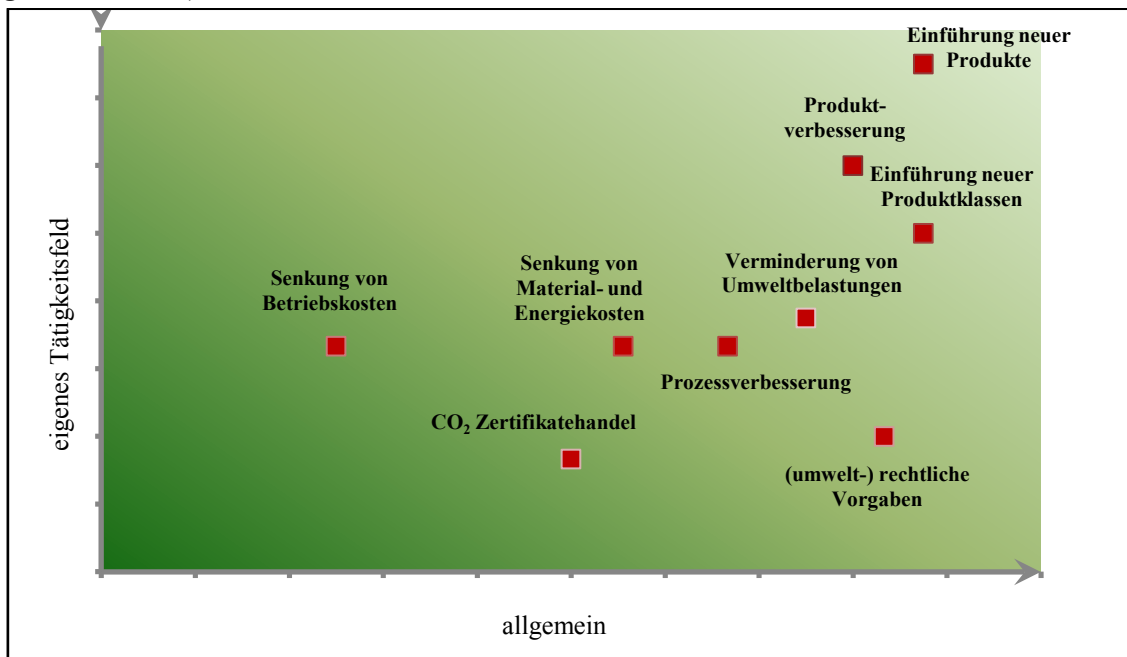 Einführung neuer
Produkte
Produkt-
verbesserung
Einführung neuer
Produktklassen
Senkung von
Betriebskosten
Senkung von
Material- und
Energiekosten
Verminderung von
Umweltbelastungen
Prozessverbesserung
CO₂ Zertifikatehandel
(umwelt-) rechtliche
Vorgaben
eigenes Tätigkeitsfeld
allgemein